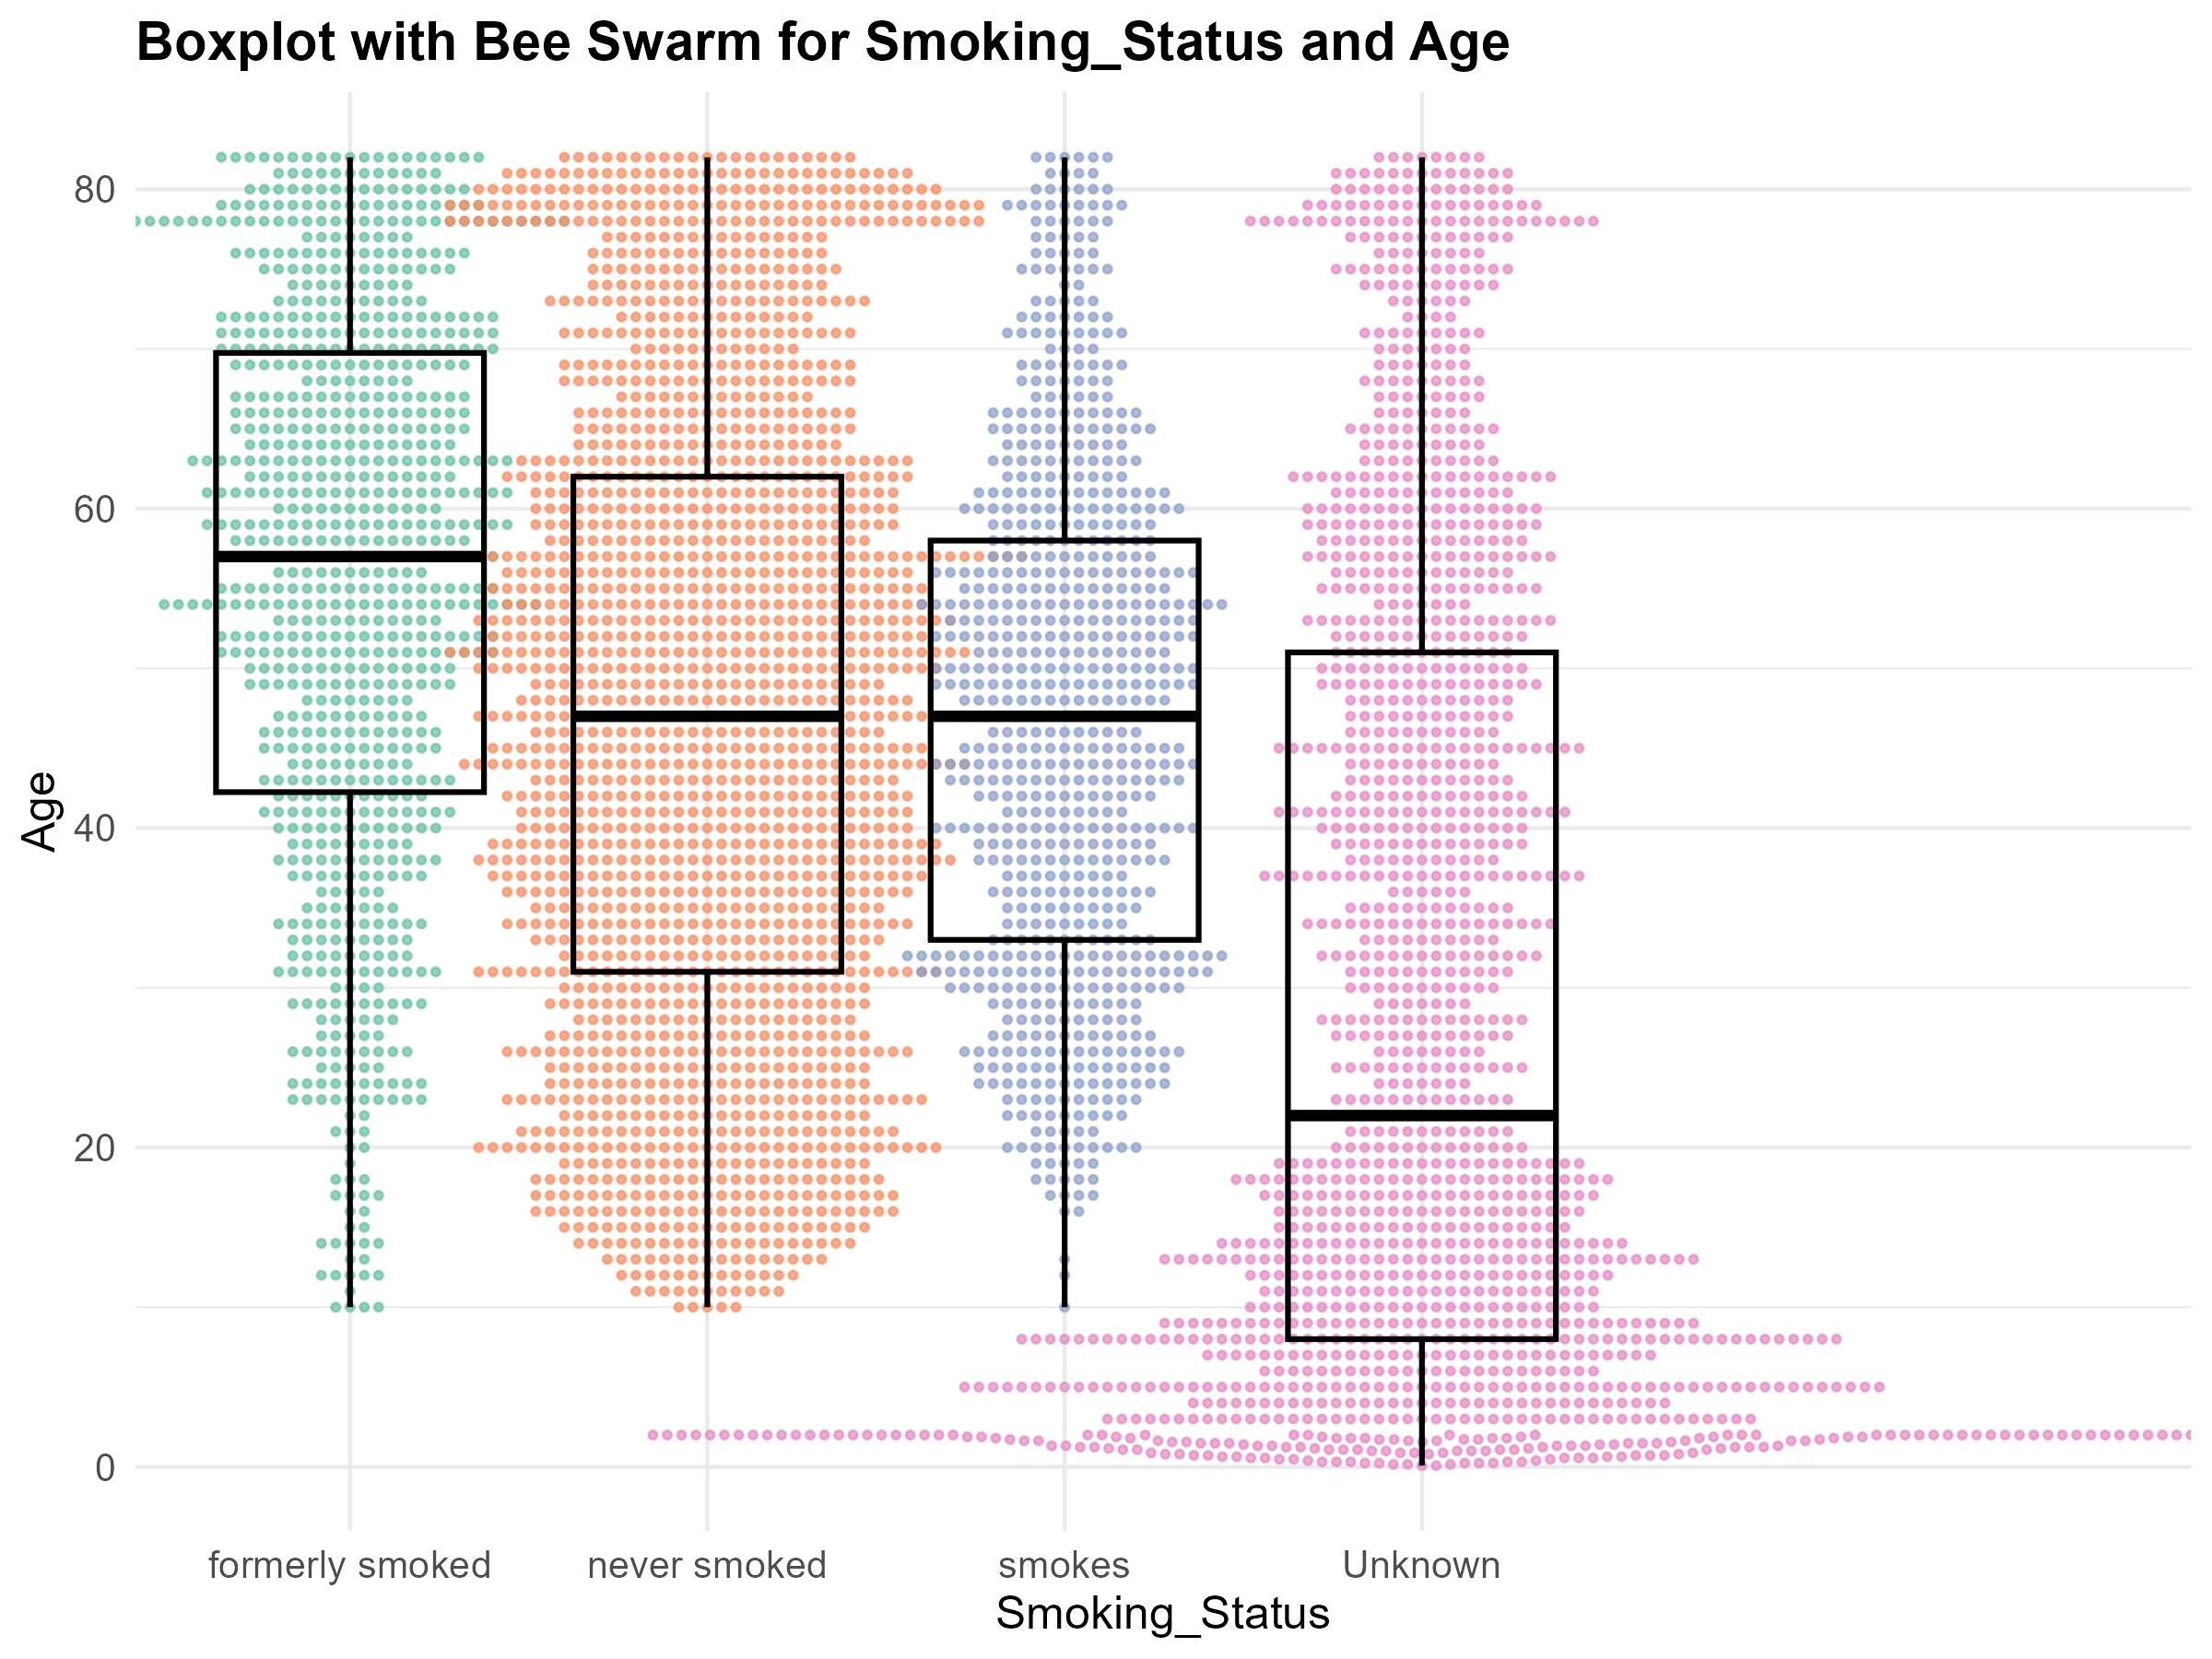 Boxplot with Bee Swarm for Smoking_Status and Age
80
60
40
20
0
Age
formerly smoked
never smoked
smokes
Unknown
Smoking_Status